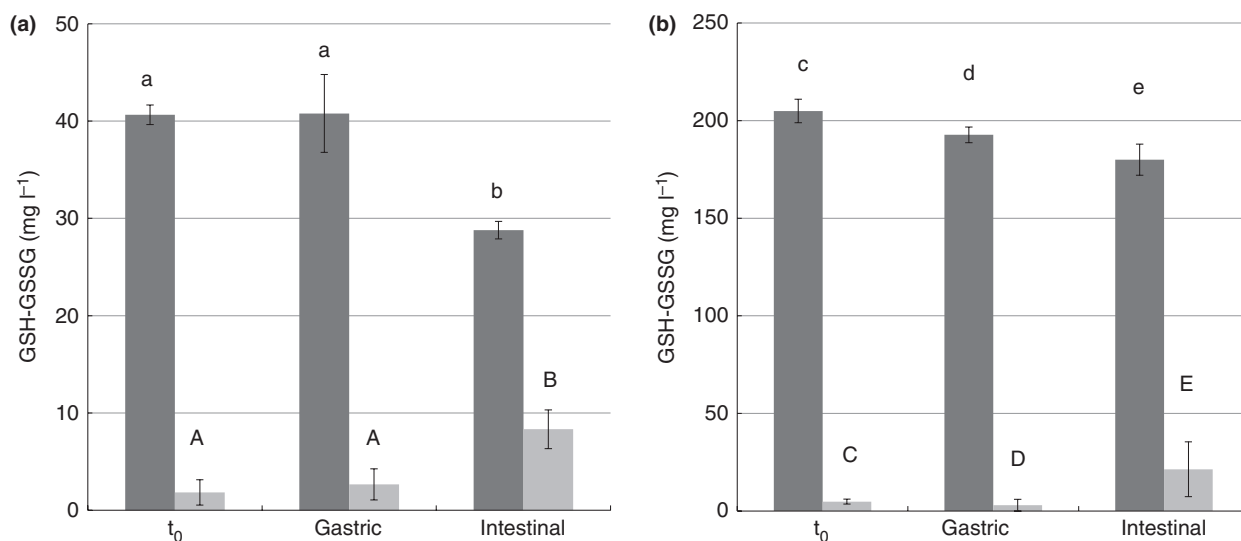 (a)
GSH-GSSG (mg l⁻¹)
50
40
30
20
10
0
a
a
b
A
A
B
t₀
Gastric
Intestinal
(b)
GSH-GSSG (mg l⁻¹)
250
200
150
100
50
0
c
d
e
C
D
E
t₀
Gastric
Intestinal